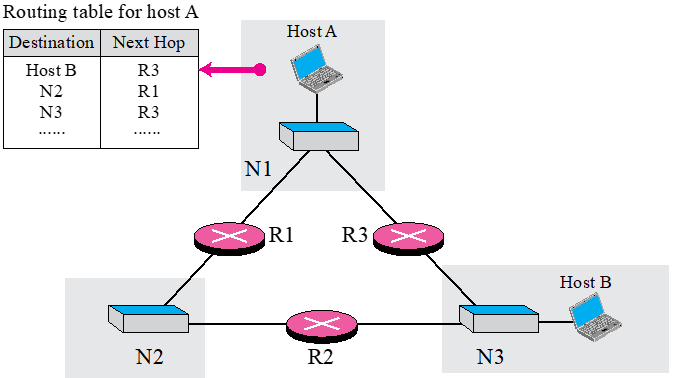 Routing table for host A
Destination Next Hop
Host B R3
N2 R1
N3 R3
...... ......
Host A
N1
R1 R3
Host B
N2 R2 N3